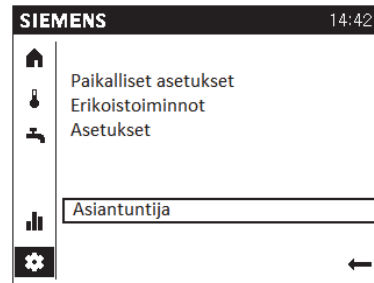 SIEMENS 14:42
Paikalliset asetukset
Erikoistoiminnot
Asetukset
Asiantuntija